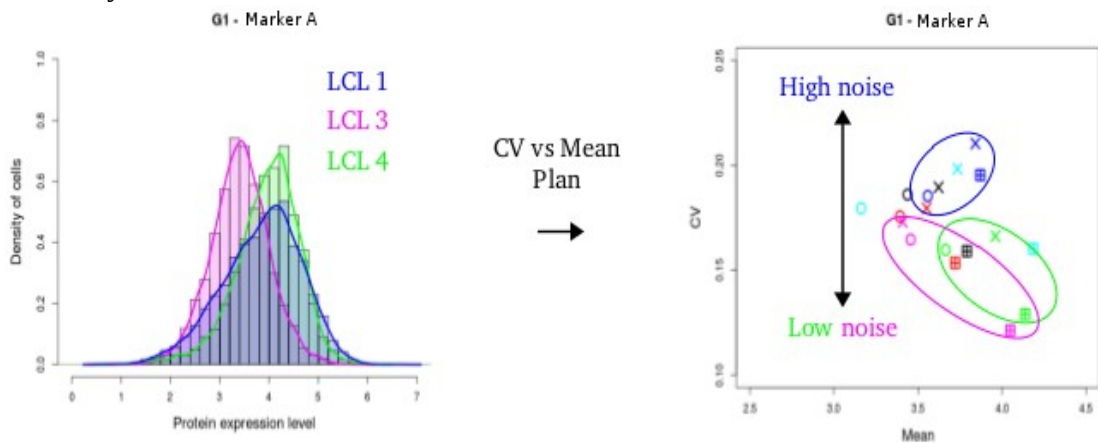 G1 - Marker A
LCL 1
LCL 3
LCL 4
Density of cells
0.0
0.2
0.4
0.6
0.8
1.0
0 1 2 3 4 5 6 7
Protein expression level
CV vs Mean
Plan
G1 - Marker A
High noise
Low noise
CV
0.10
0.15
0.20
0.25
2.5 3.0 3.5 4.0 4.5
Mean